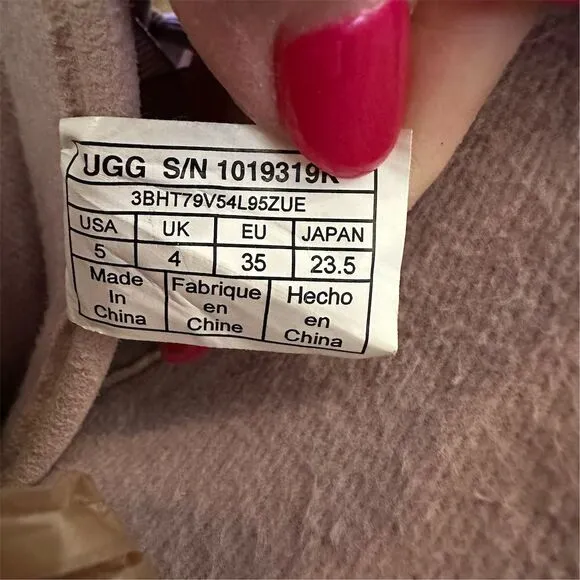 UGG S/N 1019319K
3BHT79V54L95ZUE
USA UK EU JAPAN
5 4 35 23.5
Made In China
Fabrique en Chine
Hecho en China